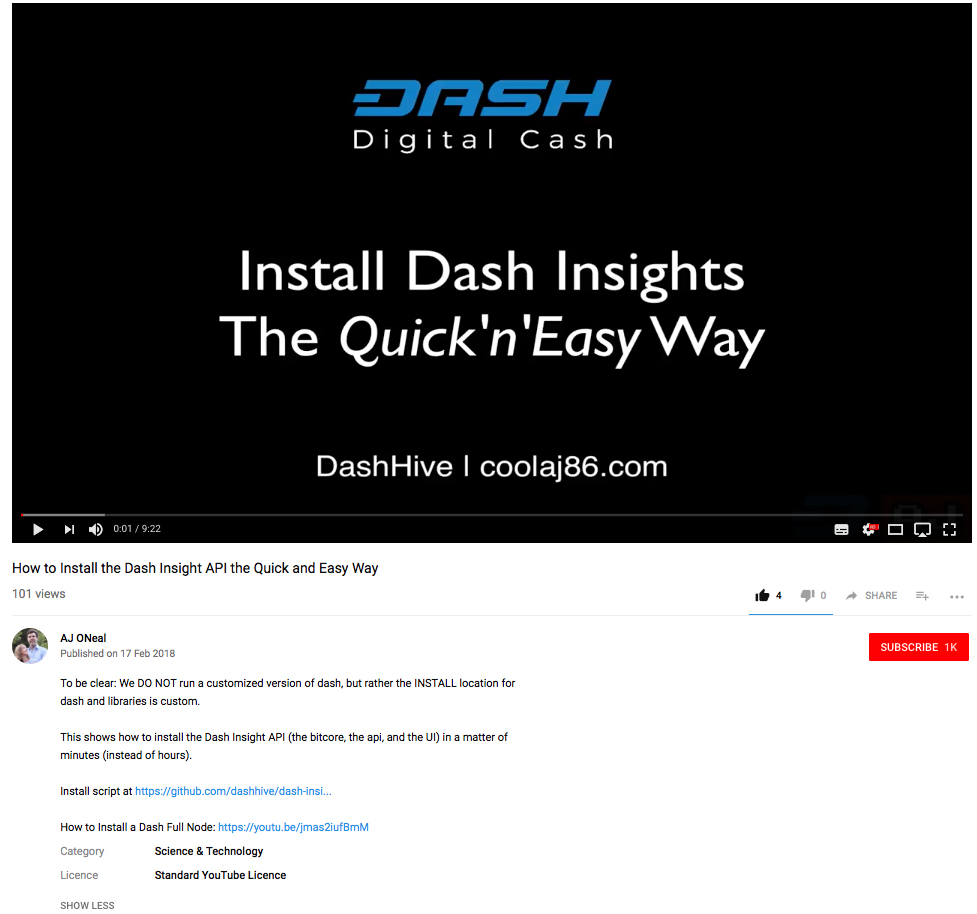 DASH
Digital Cash
Install Dash Insights
The Quick'n'Easy Way
DashHive | coolaj86.com
0:01 / 9:22
How to Install the Dash Insight API the Quick and Easy Way
101 views
4
0
SHARE
AJ ONeal
Published on 17 Feb 2018
SUBSCRIBE 1K
To be clear: We DO NOT run a customized version of dash, but rather the INSTALL location for
dash and libraries is custom.
This shows how to install the Dash Insight API (the bitcore, the api, and the UI) in a matter of
minutes (instead of hours).
Install script at https://github.com/dashhive/dash-insi...
How to Install a Dash Full Node: https://youtu.be/jmas2iufBmM
Category Science & Technology
Licence Standard YouTube Licence
SHOW LESS